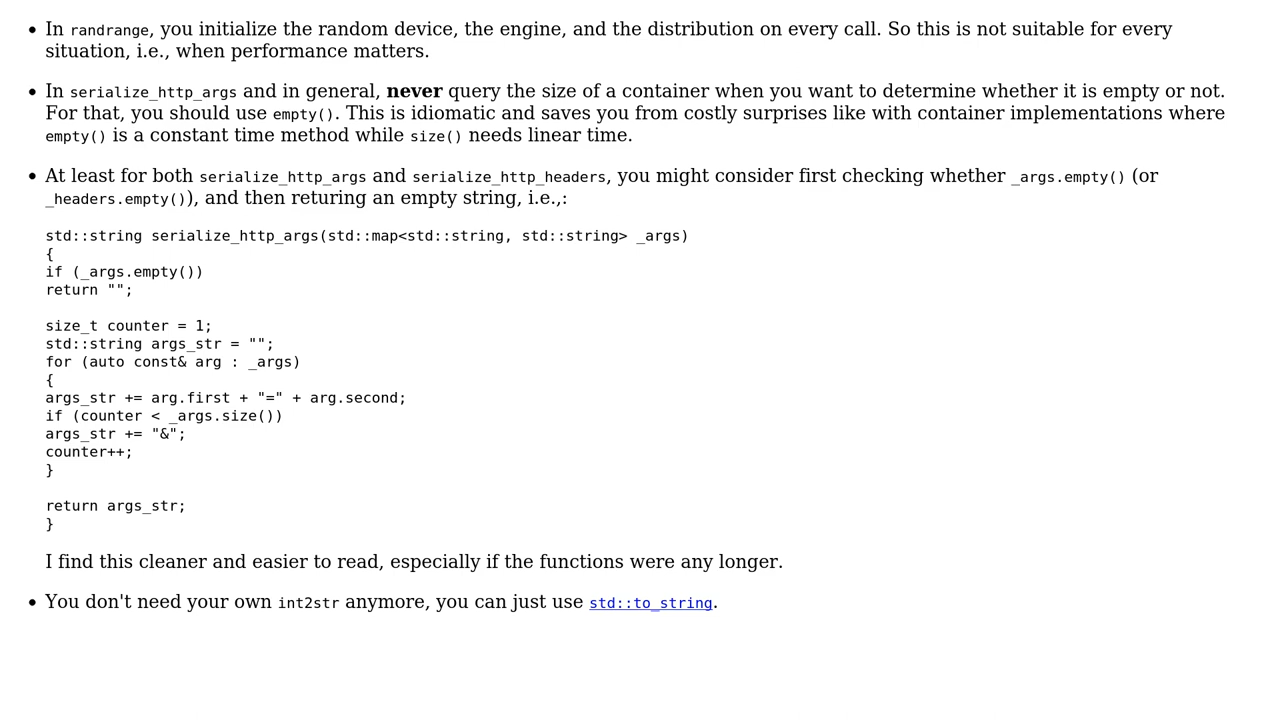 • In randrange, you initialize the random device, the engine, and the distribution on every call. So this is not suitable for every
situation, i.e., when performance matters.
• In serialize_http_args and in general, never query the size of a container when you want to determine whether it is empty or not.
For that, you should use empty(). This is idiomatic and saves you from costly surprises like with container implementations where
empty() is a constant time method while size() needs linear time.
• At least for both serialize_http_args and serialize_http_headers, you might consider first checking whether _args.empty() (or
_headers.empty()), and then returing an empty string, i.e.,:
std::string serialize_http_args(std::map<std::string, std::string> _args)
{
if (_args.empty())
return "";
size_t counter = 1;
std::string args_str = "";
for (auto const& arg : _args)
{
args_str += arg.first + "=" + arg.second;
if (counter < _args.size())
args_str += "&";
counter++;
}
return args_str;
}
I find this cleaner and easier to read, especially if the functions were any longer.
• You don't need your own int2str anymore, you can just use std::to_string.